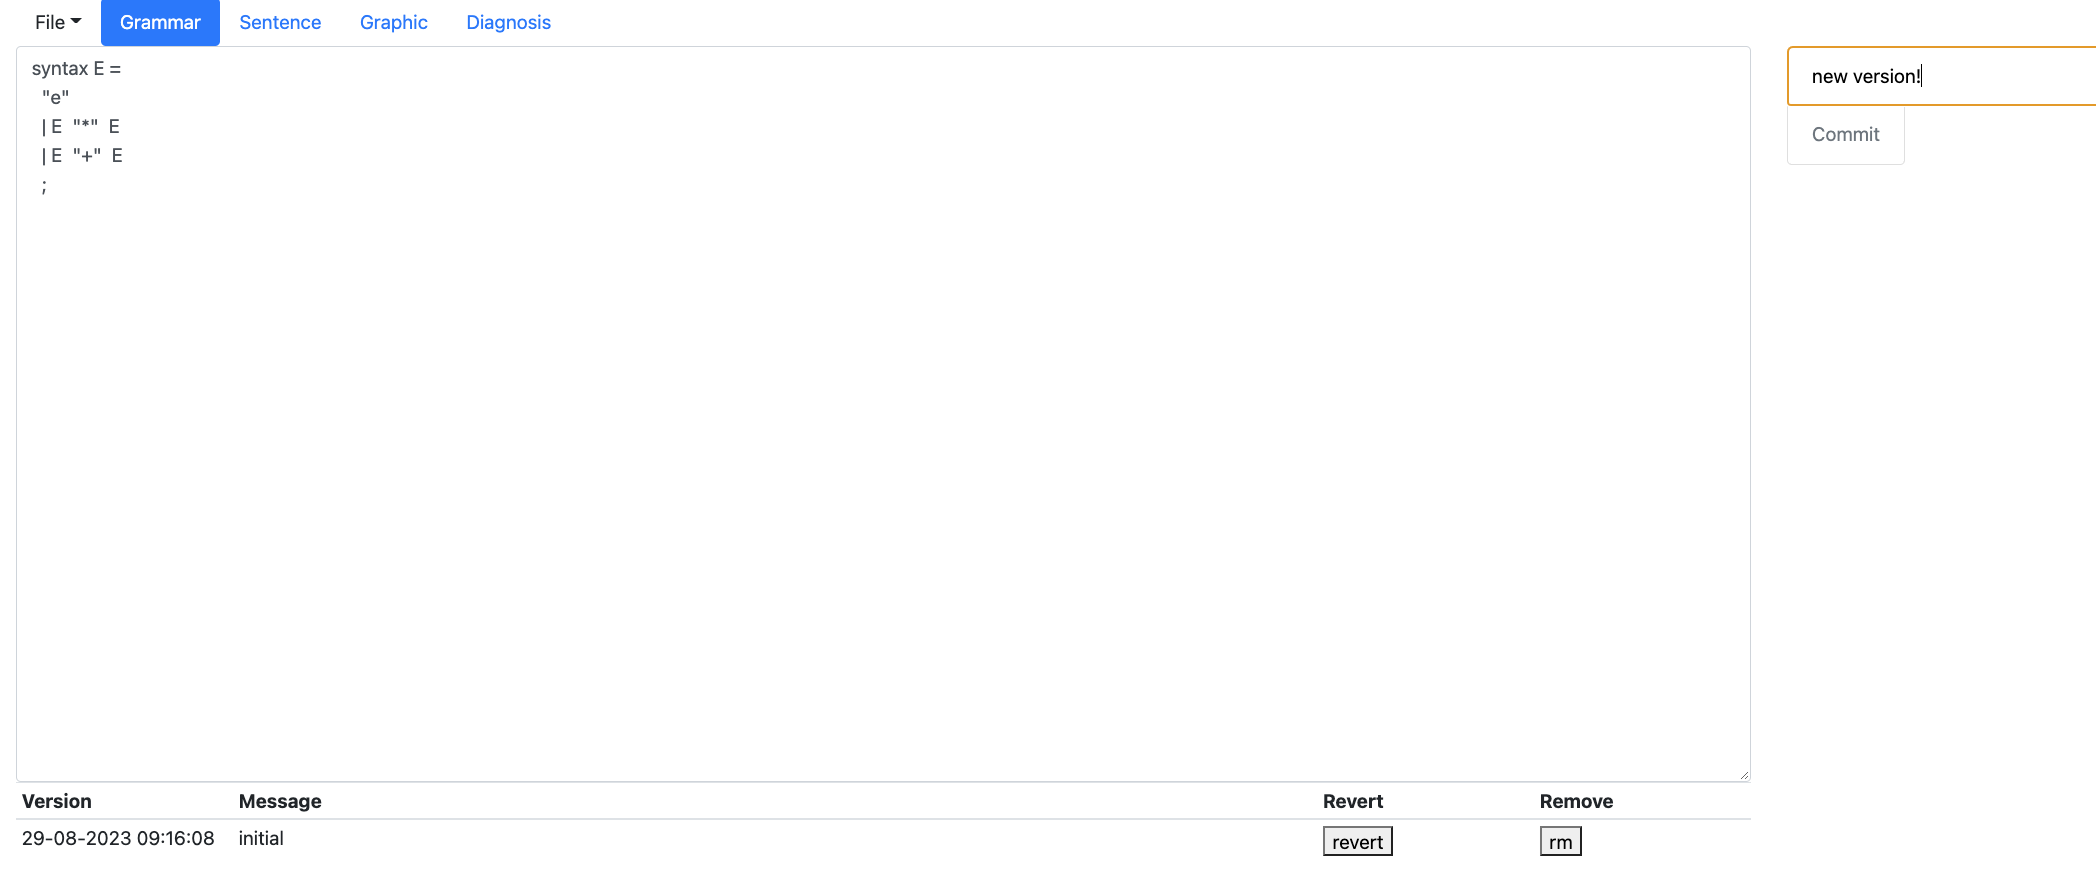 File Grammar Sentence Graphic Diagnosis
syntax E =
"e"
| E "*" E
| E "+" E
;
new version!
Commit
Version Message Revert Remove
29-08-2023 09:16:08 initial revert rm